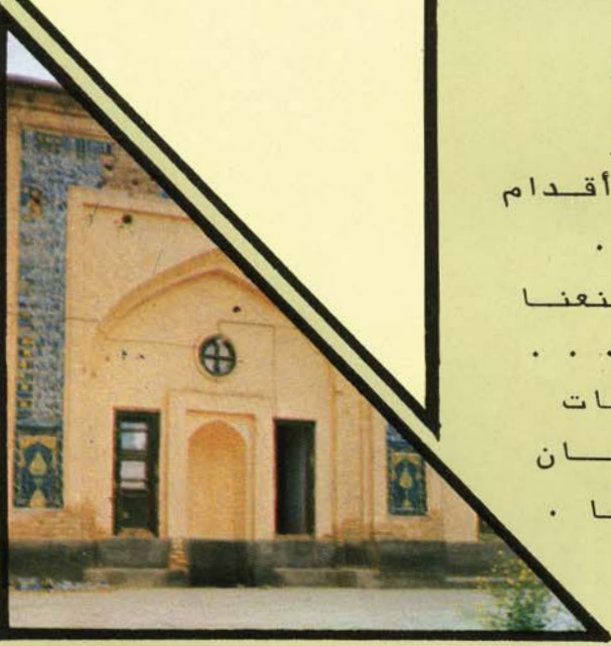 أقدام
.
نعنا
. . .
ات
ان
ا .